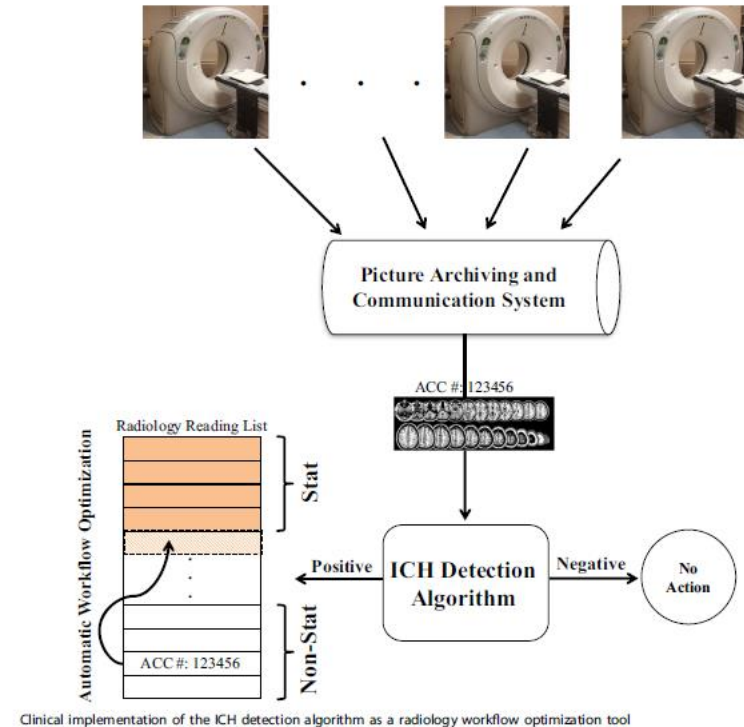 Picture Archiving and
Communication System
ACC #: 123456
Radiology Reading List
Automatic Workflow Optimization
Stat
Non-Stat
ACC #: 123456
Positive
ICH Detection
Algorithm
Negative
No
Action
Clinical implementation of the ICH detection algorithm as a radiology workflow optimization tool